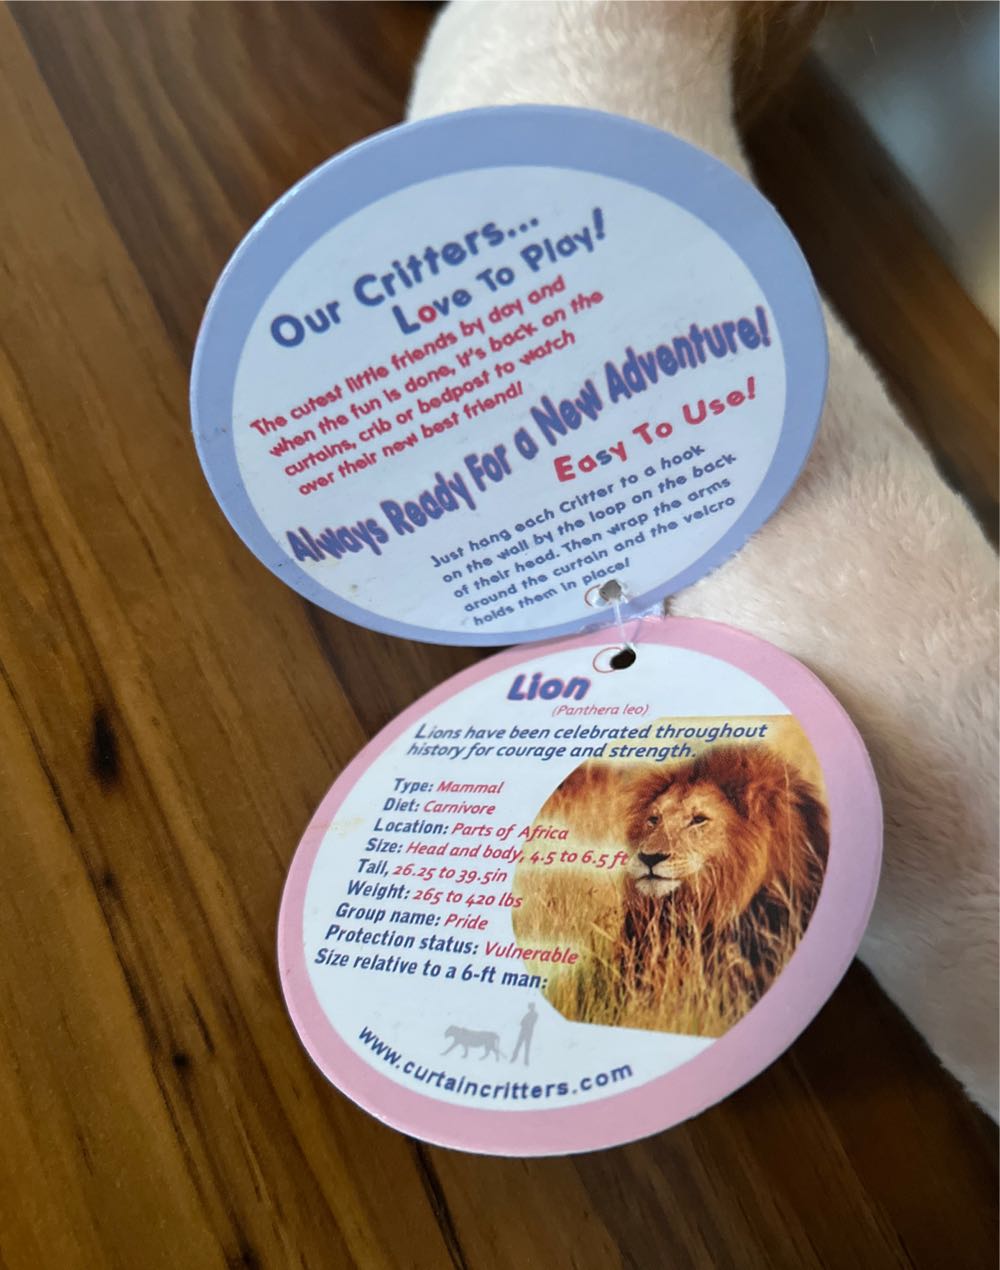 Our Critters...
Love To Play!
The cutest little friends by day and
when the fun is done, it's back on the
curtains, crib or bedpost to watch
over their new best friend!
Always Ready For a New Adventure!
Easy To Use!
Just hang each Critter to a hook
on the wall by the loop on the back
of their head. Then wrap the arms
around the curtain and the velcro
holds them in place!
Lion
(Panthera leo)
Lions have been celebrated throughout
history for courage and strength.
Type: Mammal
Diet: Carnivore
Location: Parts of Africa
Size: Head and body, 4.5 to 6.5 ft
Tail, 26.25 to 39.5in
Weight: 265 to 420 lbs
Group name: Pride
Protection status: Vulnerable
Size relative to a 6-ft man:
www.curtaincritters.com